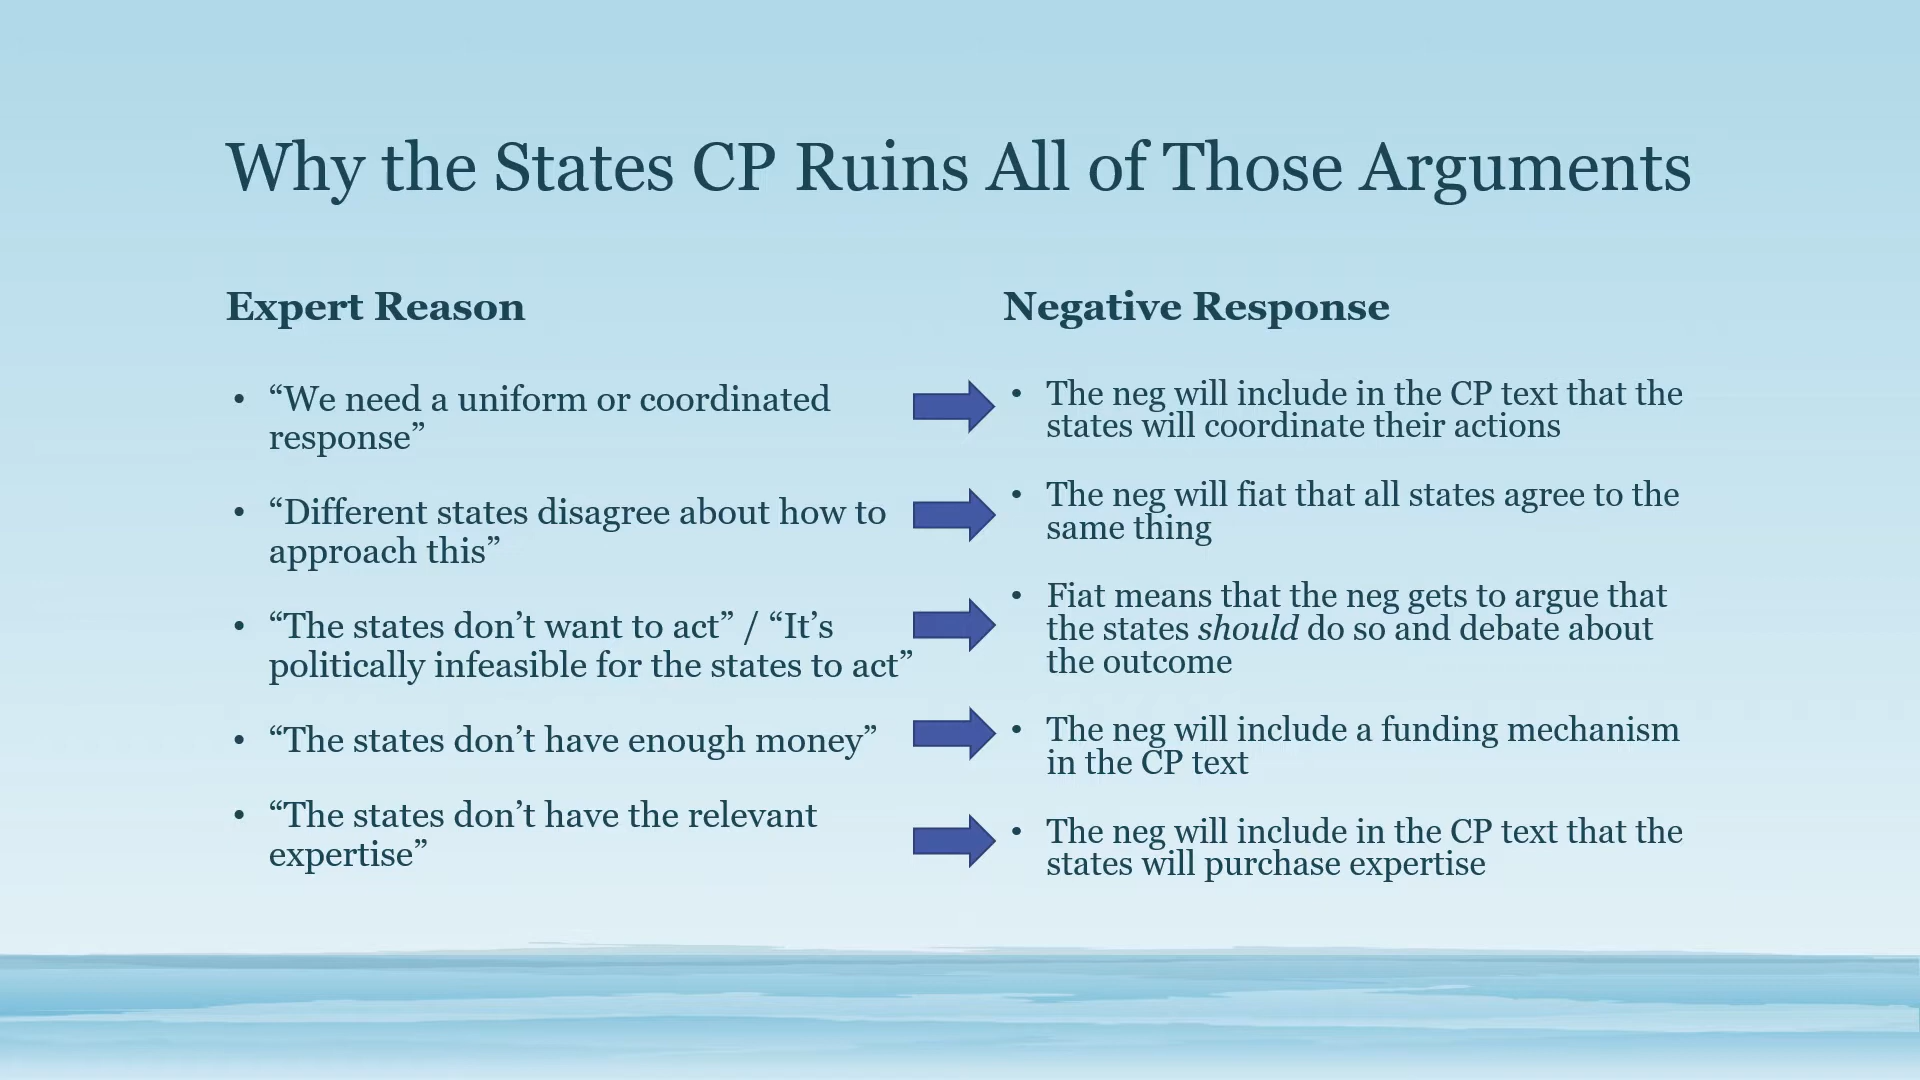 Why the States CP Ruins All of Those Arguments
Expert Reason
• “We need a uniform or coordinated
response”
• “Different states disagree about how to
approach this”
• “The states don’t want to act” / “It’s
politically infeasible for the states to act”
• “The states don’t have enough money”
• “The states don’t have the relevant
expertise”
Negative Response
• The neg will include in the CP text that the
states will coordinate their actions
• The neg will fiat that all states agree to the
same thing
• Fiat means that the neg gets to argue that
the states should do so and debate about
the outcome
• The neg will include a funding mechanism
in the CP text
• The neg will include in the CP text that the
states will purchase expertise